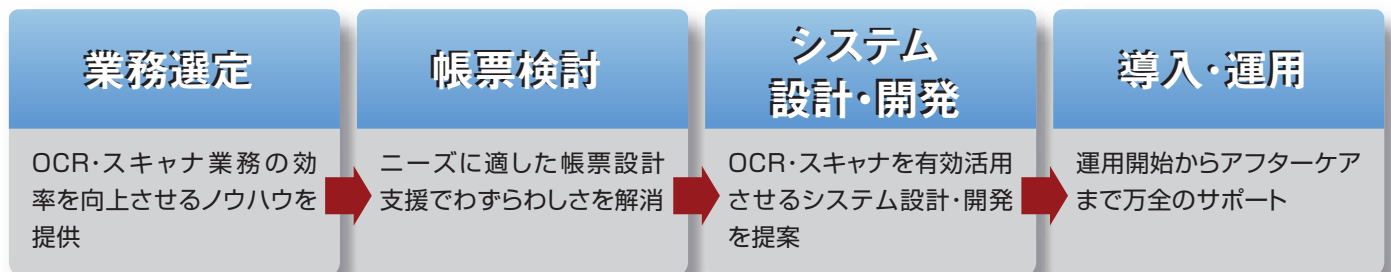 業務選定
OCR・スキャナ業務の効
率を向上させるノウハウを
提供
帳票検討
ニーズに適した帳票設計
支援でわずらわしさを解消
システム
設計・開発
OCR・スキャナを有効活用
させるシステム設計・開発
を提案
導入・運用
運用開始からアフターケア
まで万全のサポート